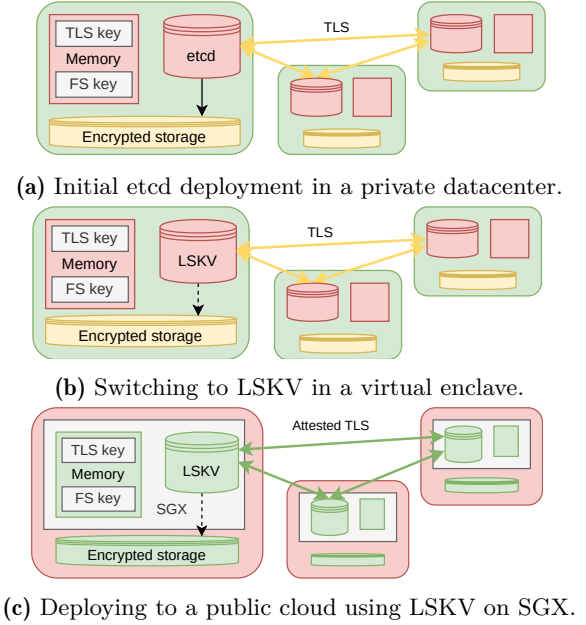 TLS key
Memory
FS key
etcd
TLS
Encrypted storage
(a) Initial etcd deployment in a private datacenter.
TLS key
Memory
FS key
LSKV
TLS
Encrypted storage
(b) Switching to LSKV in a virtual enclave.
TLS key
Memory
FS key
LSKV
SGX
Attested TLS
Encrypted storage
(c) Deploying to a public cloud using LSKV on SGX.